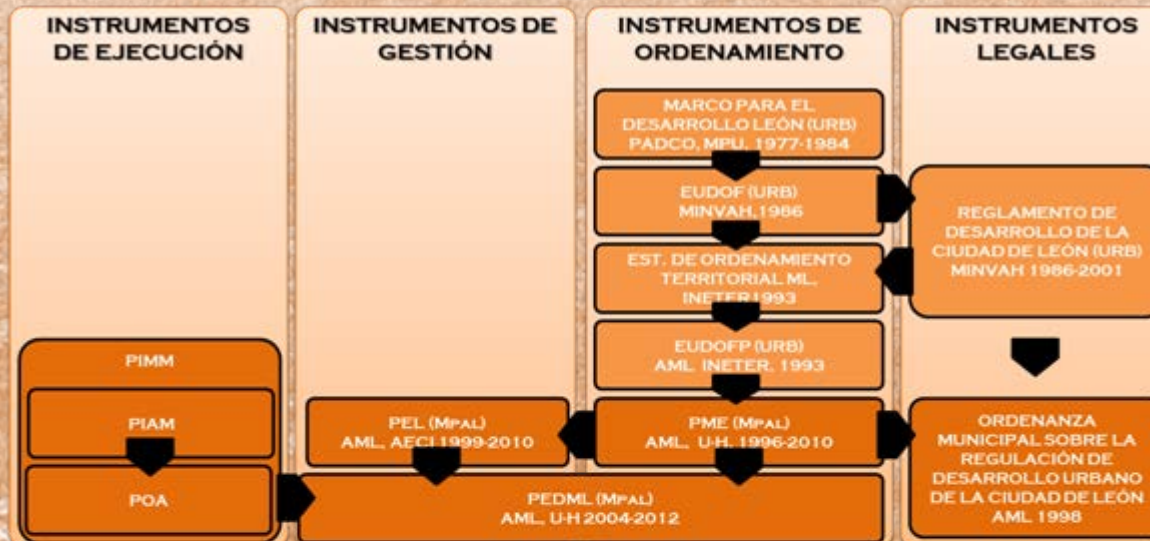 INSTRUMENTOS
DE EJECUCIÓN
PIMM
PIAM
POA
INSTRUMENTOS DE
GESTIÓN
PEL (MPAL)
AML, AECI 1999-2010
INSTRUMENTOS DE
ORDENAMIENTO
MARCO PARA EL
DESARROLLO LEÓN (URB)
PADCO, MPU, 1977-1984
EUDOF (URB)
MINVAH, 1986
EST. DE ORDENAMIENTO
TERRITORIAL ML,
INETER 1993
EUDOFP (URB)
AML INETER, 1993
PME (MPAL)
AML, U-H, 1996-2010
PEDML (MPAL)
AML, U-H 2004-2012
INSTRUMENTOS
LEGALES
REGLAMENTO DE
DESARROLLO DE LA
CIUDAD DE LEÓN (URB)
MINVAH 1986-2001
ORDENANZA
MUNICIPAL SOBRE LA
REGULACIÓN DE
DESARROLLO URBANO
DE LA CIUDAD DE LEÓN
AML 1998